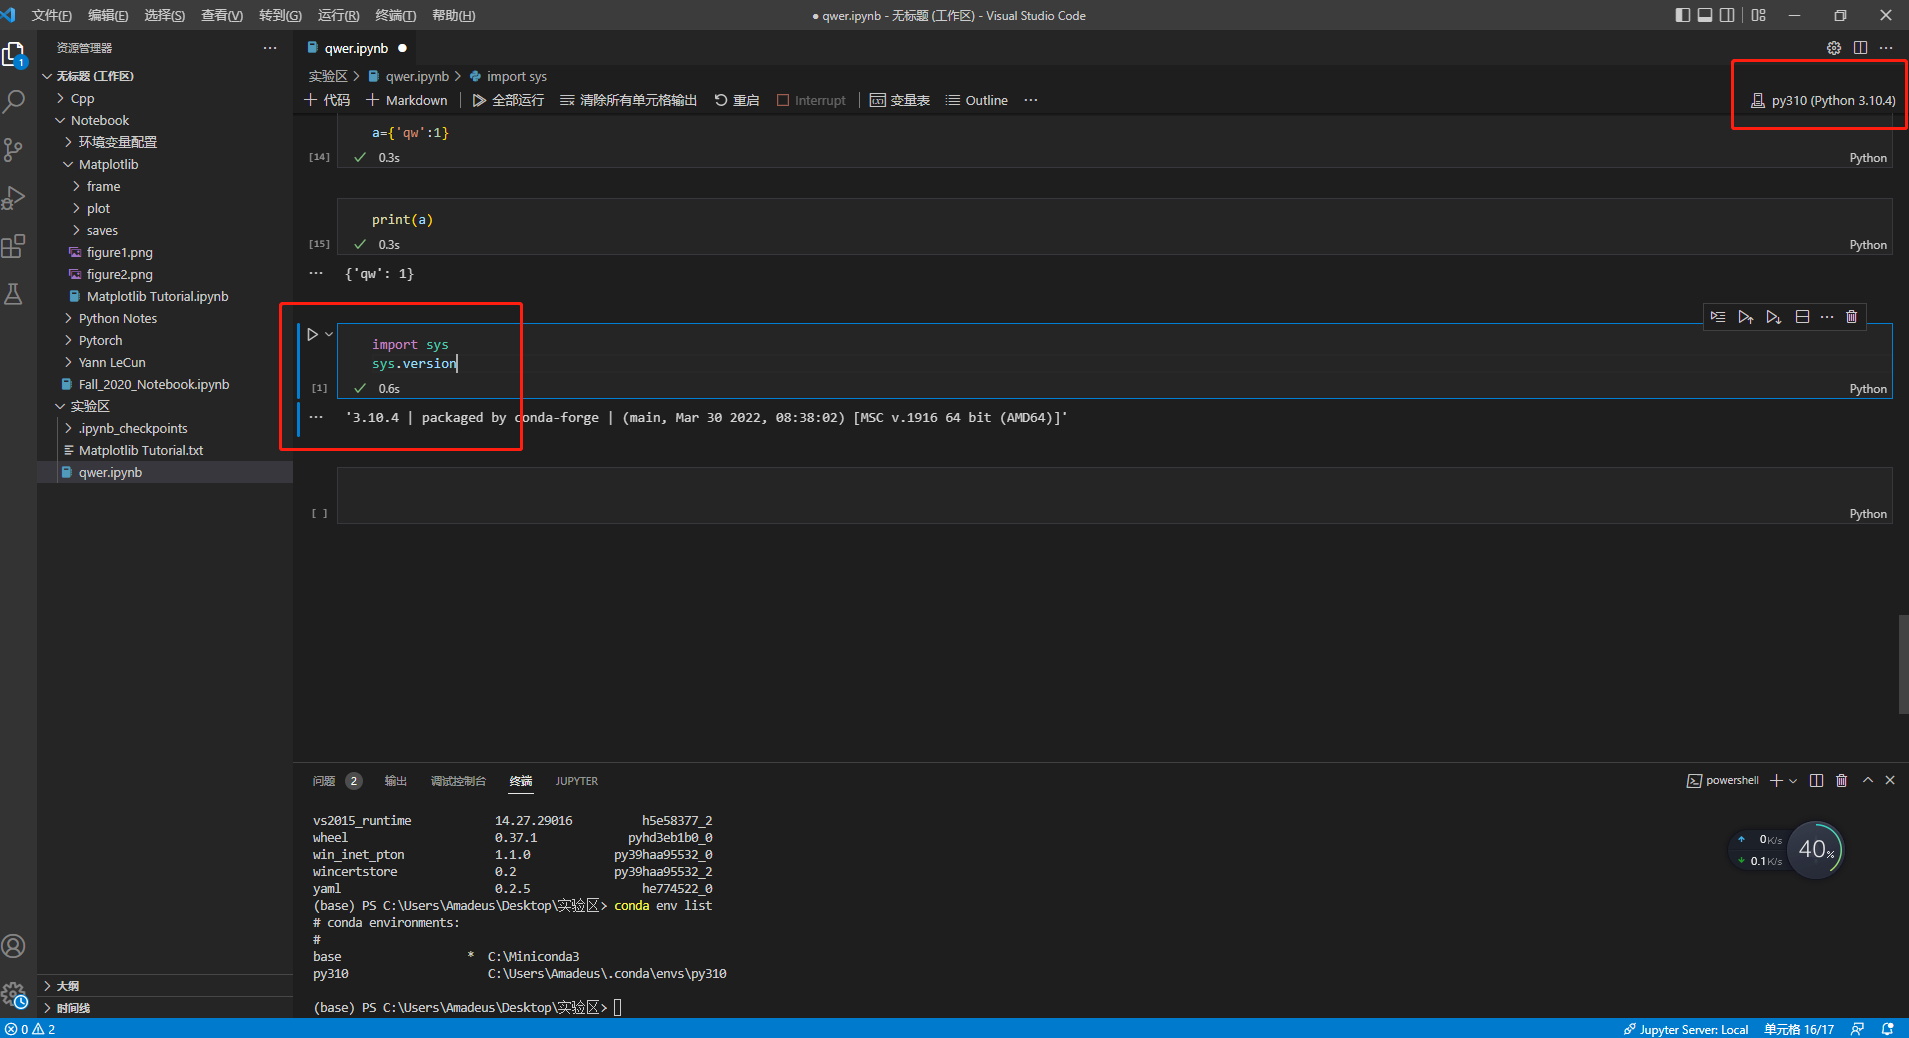 文件(F) 编辑(E) 选择(S) 查看(V) 转到(G) 运行(R) 终端(T) 帮助(H)
● qwer.ipynb - 无标题 (工作区) - Visual Studio Code
1
资源管理器
无标题 (工作区)
Cpp
Notebook
环境变量配置
Matplotlib
frame
plot
saves
figure1.png
figure2.png
Matplotlib Tutorial.ipynb
Python Notes
Pytorch
Yann LeCun
Fall_2020_Notebook.ipynb
实验区
.ipynb_checkpoints
Matplotlib Tutorial.txt
qwer.ipynb
大纲
时间线
qwer.ipynb ●
实验区 > qwer.ipynb > import sys
代码 Markdown 全部运行 清除所有单元格输出 重启 Interrupt 变量表 Outline ···
py310 (Python 3.10.4)
a={'qw':1}
[14] 0.3s Python
print(a)
[15] 0.3s Python
{'qw': 1}
import sys
sys.version
[1] 0.6s Python
'3.10.4 | packaged by conda-forge | (main, Mar 30 2022, 08:38:02) [MSC v.1916 64 bit (AMD64)]'
[ ] Python
问题 2 输出 调试控制台 终端 JUPYTER
powershell
vs2015_runtime 14.27.29016 h5e58377_2
wheel 0.37.1 pyhd3eb1b0_0
win_inet_pton 1.1.0 py39haa95532_0
wincertstore 0.2 py39haa95532_2
yaml 0.2.5 he774522_0
(base) PS C:\Users\Amadeus\Desktop\实验区> conda env list
# conda environments:
#
base * C:\Miniconda3
py310 C:\Users\Amadeus\.conda\envs\py310
(base) PS C:\Users\Amadeus\Desktop\实验区>
0K/s
0.1K/s
40%
0 2
Jupyter Server: Local 单元格 16/17